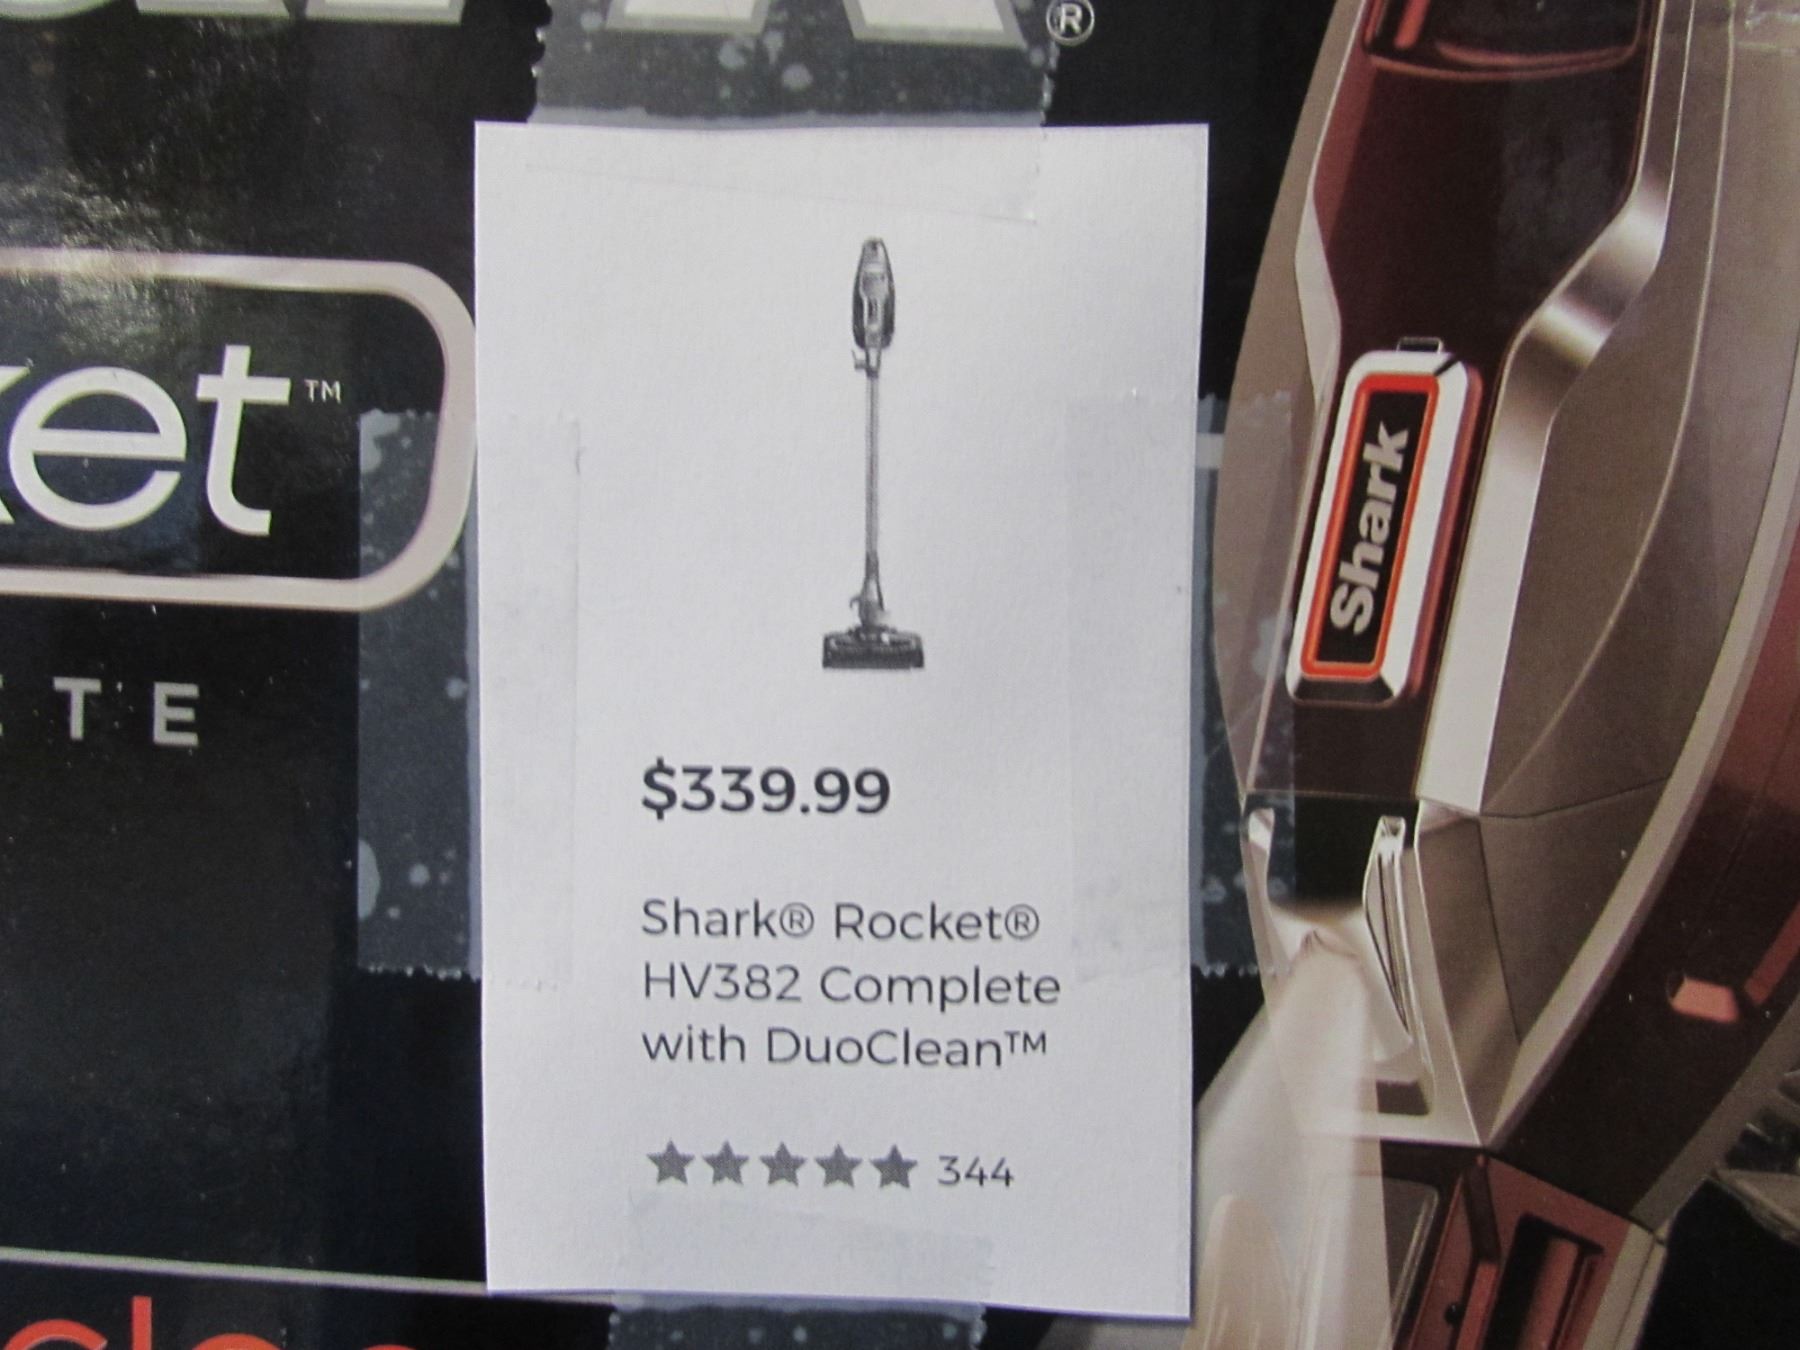 ®
ket™
TE
Shark
$339.99
Shark® Rocket®
HV382 Complete
with DuoClean™
★★★★★ 344